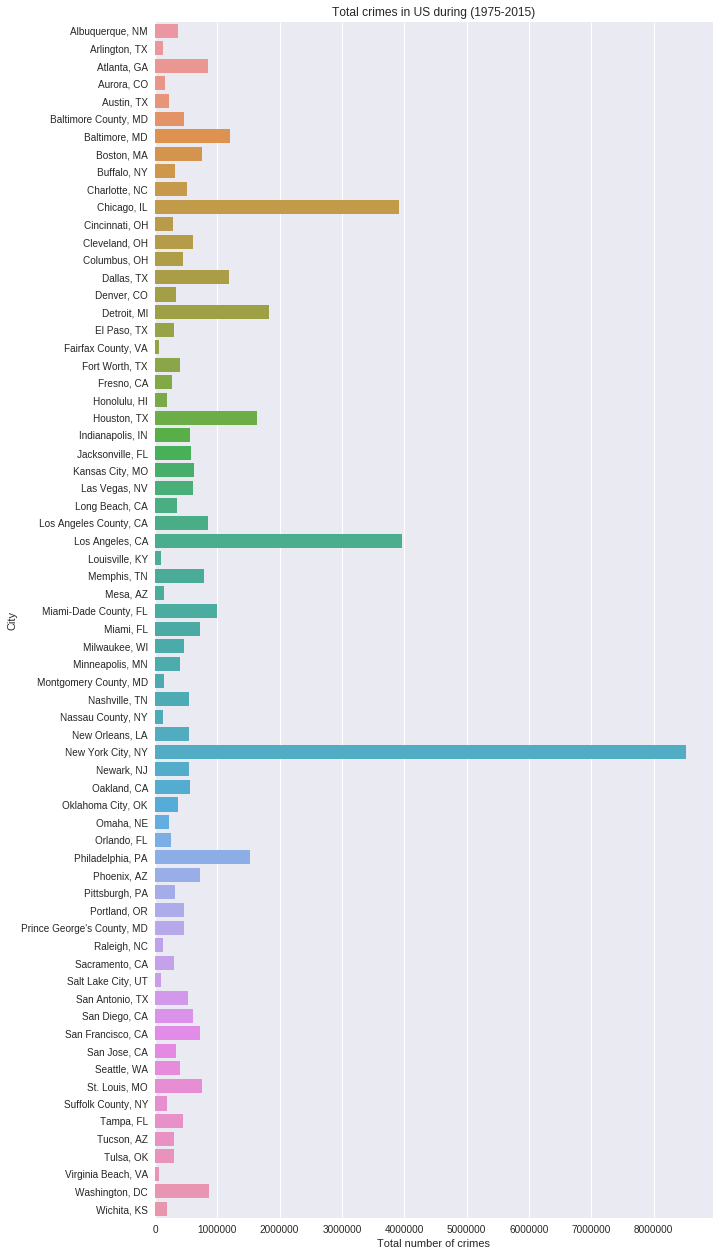 Total crimes in US during (1975-2015)
Albuquerque, NM
Arlington, TX
Atlanta, GA
Aurora, CO
Austin, TX
Baltimore County, MD
Baltimore, MD
Boston, MA
Buffalo, NY
Charlotte, NC
Chicago, IL
Cincinnati, OH
Cleveland, OH
Columbus, OH
Dallas, TX
Denver, CO
Detroit, MI
El Paso, TX
Fairfax County, VA
Fort Worth, TX
Fresno, CA
Honolulu, HI
Houston, TX
Indianapolis, IN
Jacksonville, FL
Kansas City, MO
Las Vegas, NV
Long Beach, CA
Los Angeles County, CA
Los Angeles, CA
Louisville, KY
Memphis, TN
Mesa, AZ
Miami-Dade County, FL
Miami, FL
Milwaukee, WI
Minneapolis, MN
Montgomery County, MD
Nashville, TN
Nassau County, NY
New Orleans, LA
New York City, NY
Newark, NJ
Oakland, CA
Oklahoma City, OK
Omaha, NE
Orlando, FL
Philadelphia, PA
Phoenix, AZ
Pittsburgh, PA
Portland, OR
Prince George's County, MD
Raleigh, NC
Sacramento, CA
Salt Lake City, UT
San Antonio, TX
San Diego, CA
San Francisco, CA
San Jose, CA
Seattle, WA
St. Louis, MO
Suffolk County, NY
Tampa, FL
Tucson, AZ
Tulsa, OK
Virginia Beach, VA
Washington, DC
Wichita, KS
City
0 1000000 2000000 3000000 4000000 5000000 6000000 7000000 8000000
Total number of crimes